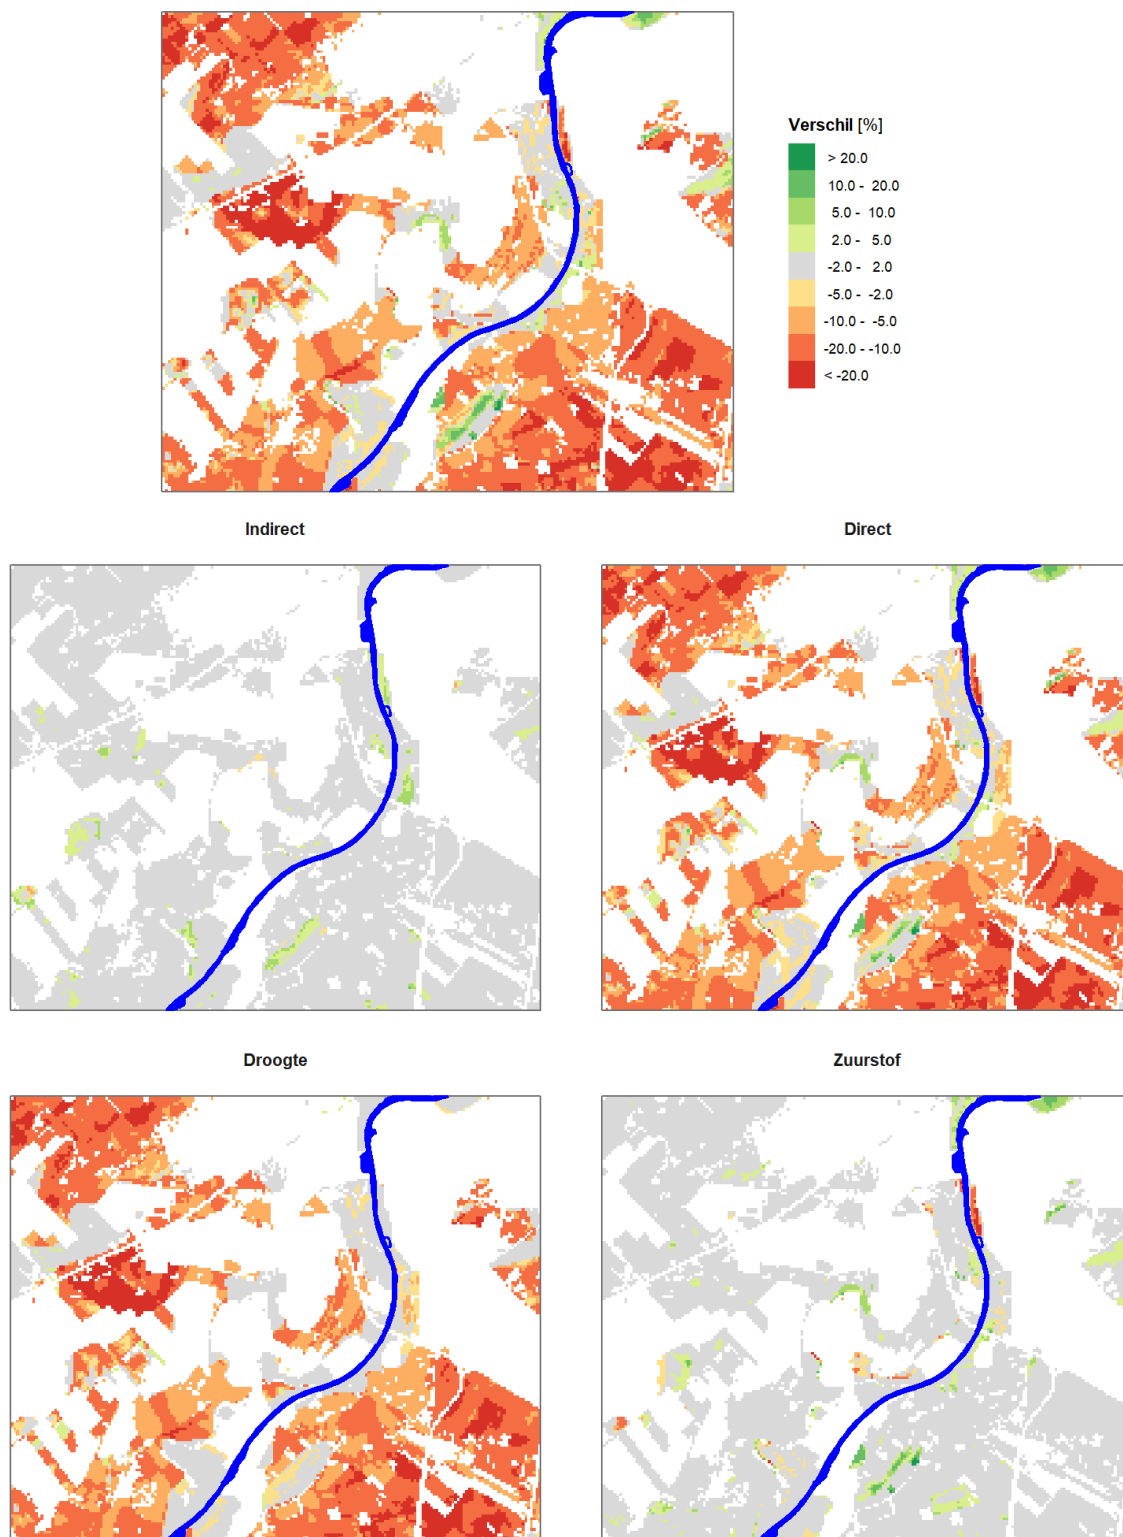 Verschil [%]
> 20.0
10.0 - 20.0
5.0 - 10.0
2.0 - 5.0
-2.0 - 2.0
-5.0 - -2.0
-10.0 - -5.0
-20.0 - -10.0
< -20.0
Indirect
Direct
Droogte
Zuurstof